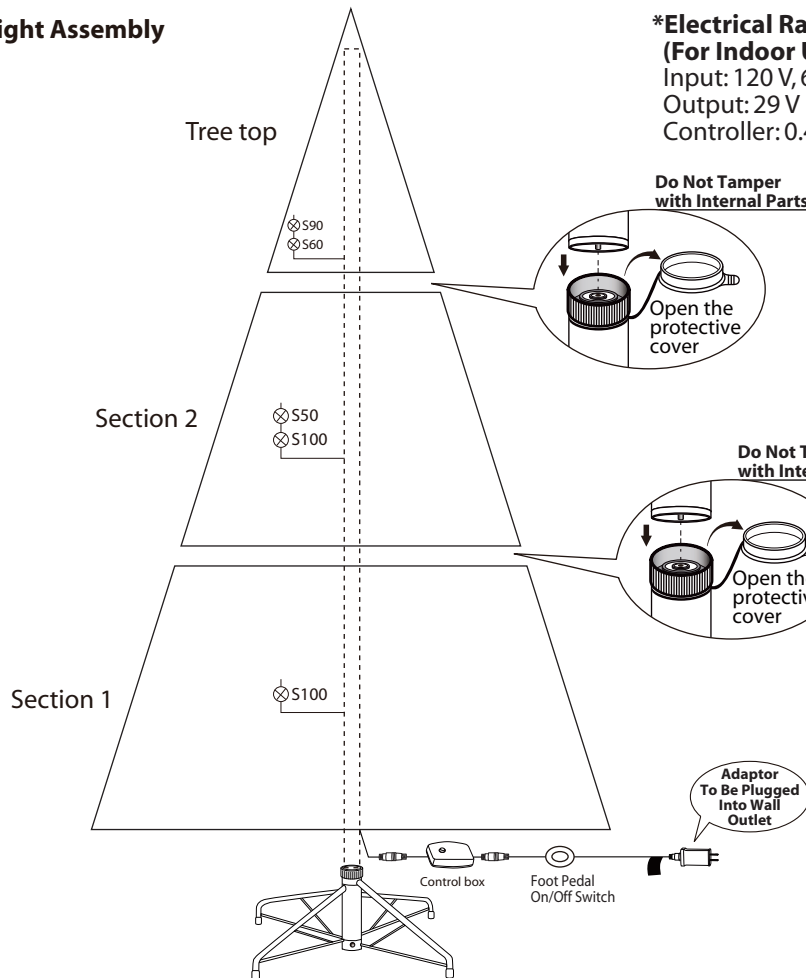 ight Assembly
*Electrical Ra
(For Indoor U
Input: 120 V, 6
Output: 29 V
Controller: 0.4
Tree top
Do Not Tamper
with Internal Parts
S90
S60
Open the
protective
cover
Section 2
S50
S100
Do Not T
with Inte
Open the
protectiv
cover
Section 1
S100
Adaptor
To Be Plugged
Into Wall
Outlet
Control box
Foot Pedal
On/Off Switch